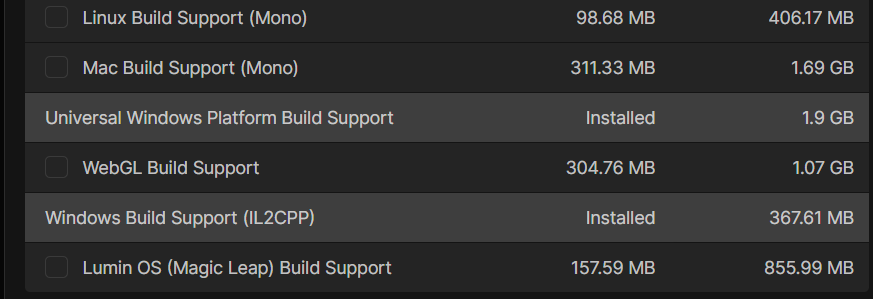 Linux Build Support (Mono) 98.68 MB 406.17 MB
Mac Build Support (Mono) 311.33 MB 1.69 GB
Universal Windows Platform Build Support Installed 1.9 GB
WebGL Build Support 304.76 MB 1.07 GB
Windows Build Support (IL2CPP) Installed 367.61 MB
Lumin OS (Magic Leap) Build Support 157.59 MB 855.99 MB